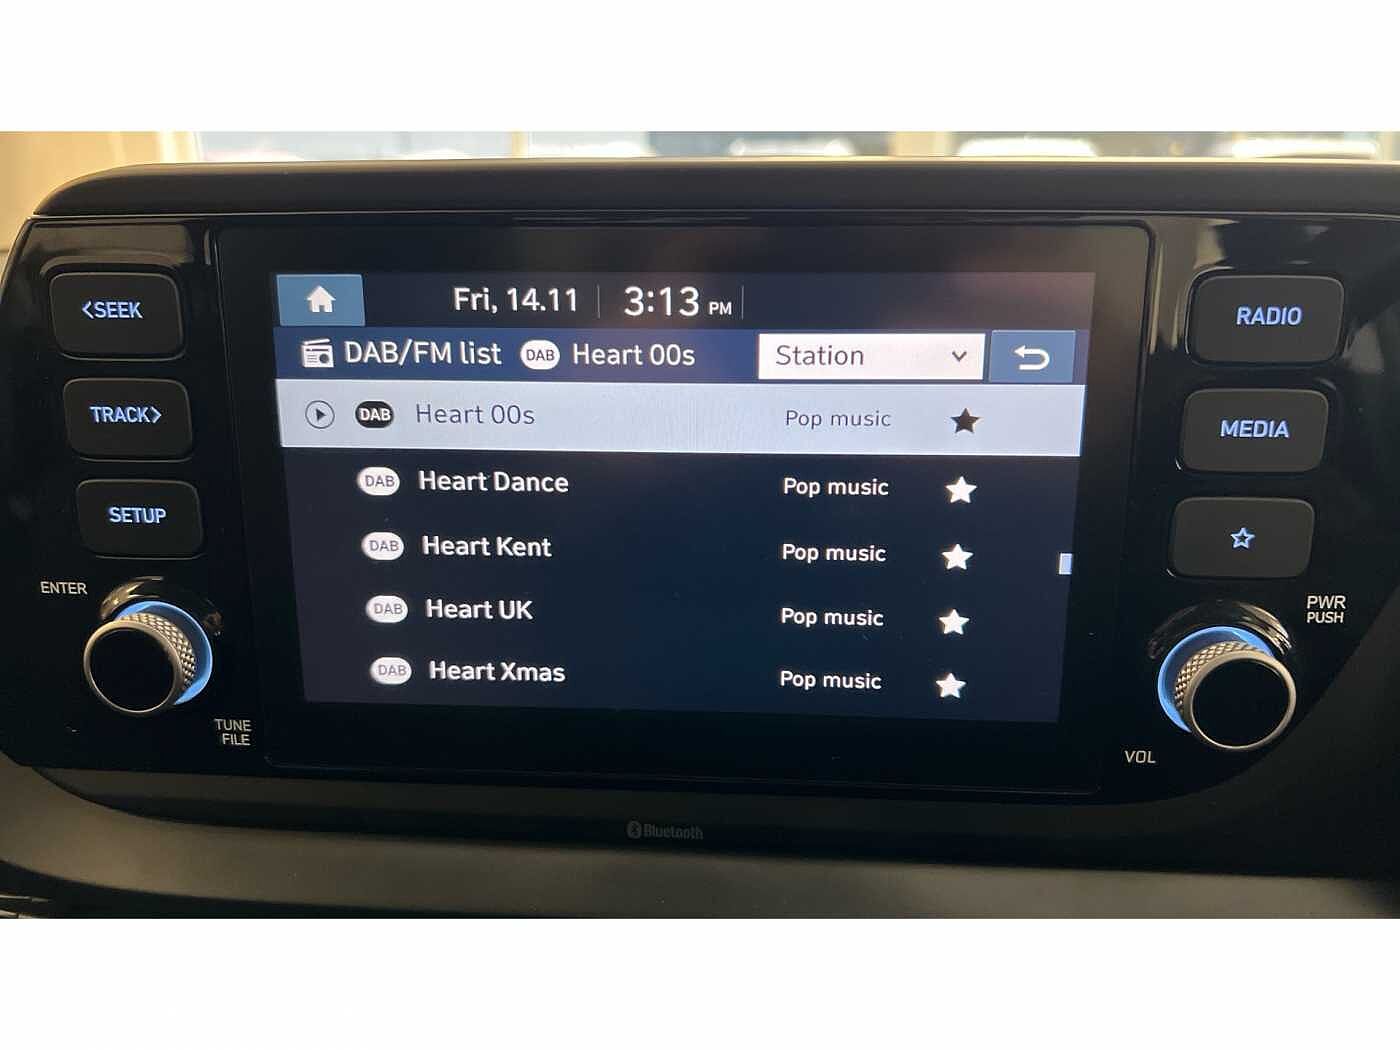 <SEEK
TRACK>
SETUP
ENTER
TUNE
FILE
Fri, 14.11
3:13 PM
DAB/FM list
DAB Heart 00s
Station
DAB Heart 00s Pop music
DAB Heart Dance Pop music
DAB Heart Kent Pop music
DAB Heart UK Pop music
DAB Heart Xmas Pop music
RADIO
MEDIA
PWR
PUSH
VOL
Bluetooth